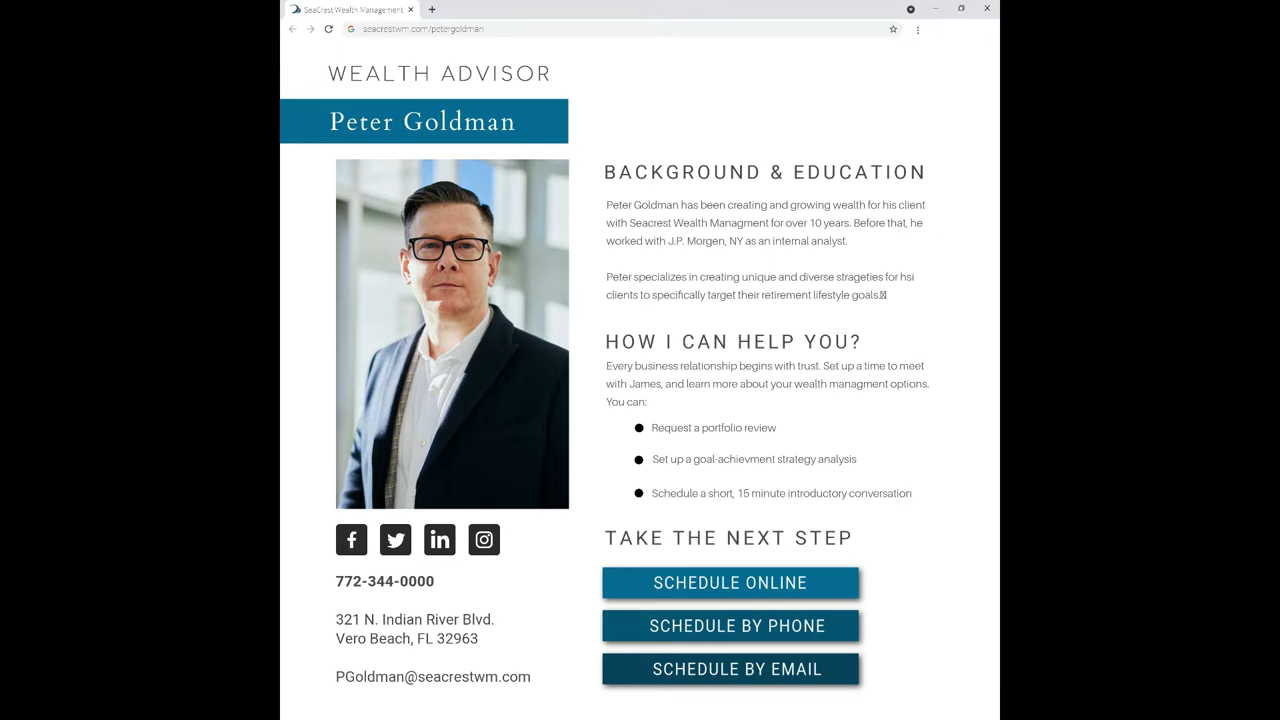 SeaCrest Wealth Management
seacrestwm.com/petergoldman
WEALTH ADVISOR
Peter Goldman
BACKGROUND & EDUCATION
Peter Goldman has been creating and growing wealth for his client
with Seacrest Wealth Managment for over 10 years. Before that, he
worked with J.P. Morgen, NY as an internal analyst.
Peter specializes in creating unique and diverse strageties for hsi
clients to specifically target their retirement lifestyle goals.
HOW I CAN HELP YOU?
Every business relationship begins with trust. Set up a time to meet
with James, and learn more about your wealth managment options.
You can:
Request a portfolio review
Set up a goal-achievment strategy analysis
Schedule a short, 15 minute introductory conversation
TAKE THE NEXT STEP
SCHEDULE ONLINE
SCHEDULE BY PHONE
SCHEDULE BY EMAIL
772-344-0000
321 N. Indian River Blvd.
Vero Beach, FL 32963
PGoldman@seacrestwm.com